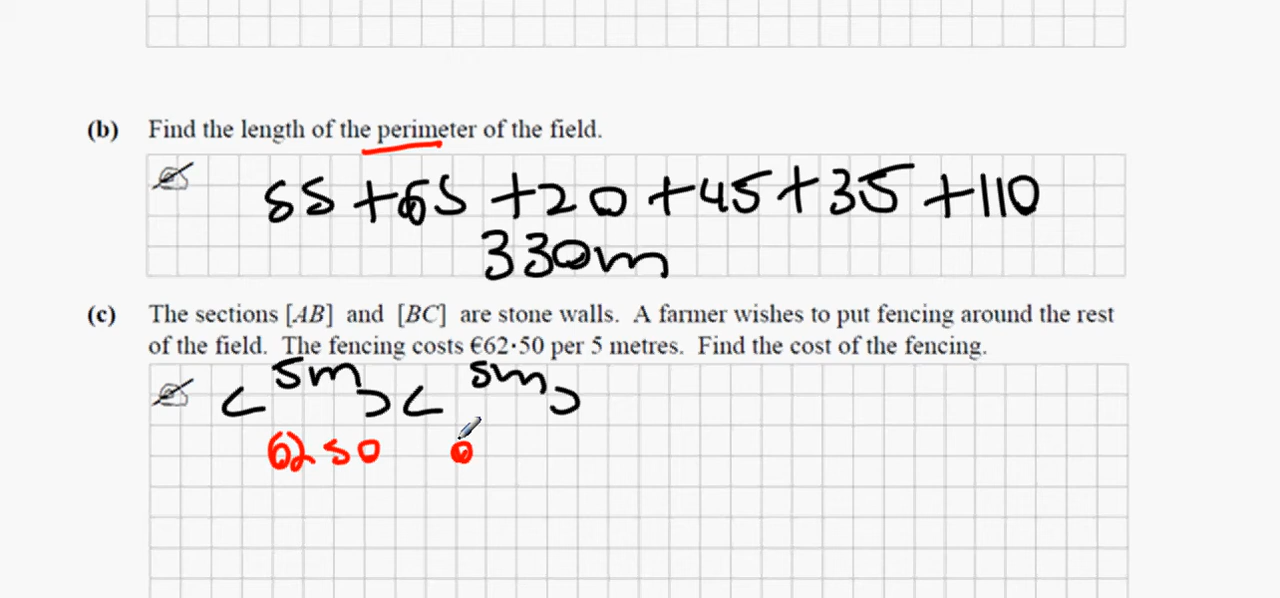 (b) Find the length of the perimeter of the field.
55 +65 +20 +45 +35 +110
330m
(c) The sections [AB] and [BC] are stone walls. A farmer wishes to put fencing around the rest
of the field. The fencing costs €62·50 per 5 metres. Find the cost of the fencing.
< 5m > < 5m >
6250 6